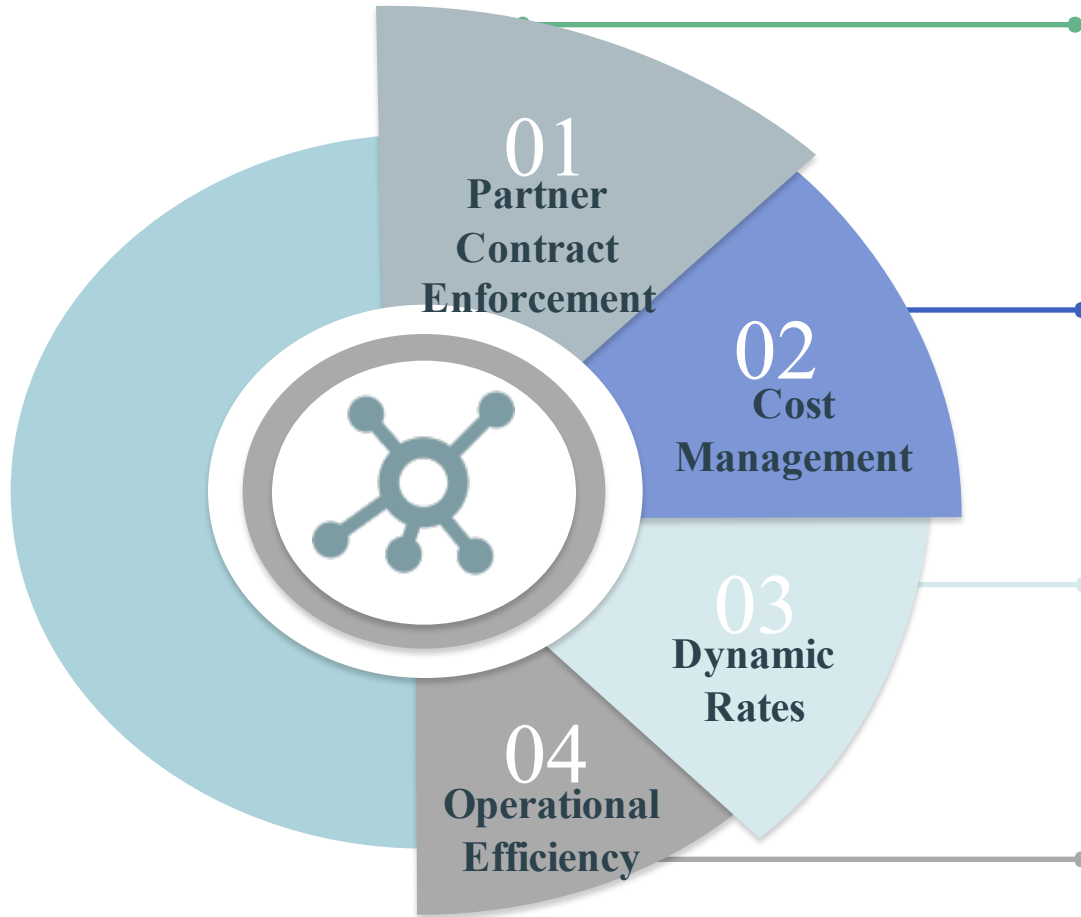 01
Partner
Contract
Enforcement
02
Cost
Management
03
Dynamic
Rates
04
Operational
Efficiency